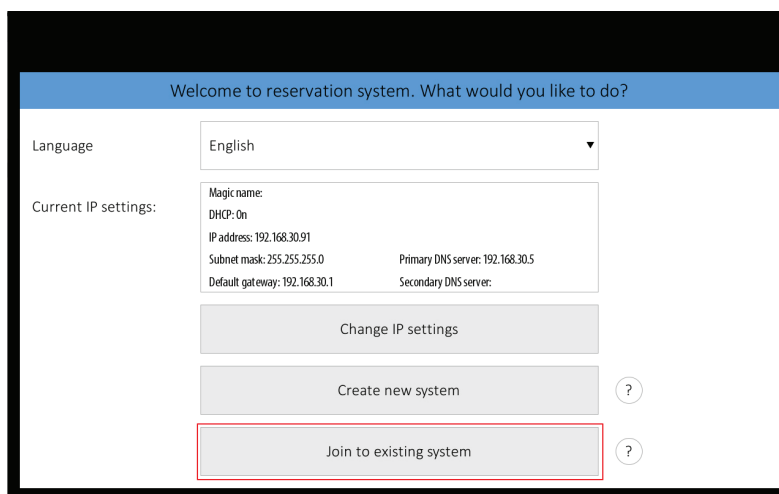 Welcome to reservation system. What would you like to do?
Language
English
Current IP settings:
Magic name:
DHCP: On
IP address: 192.168.30.91
Subnet mask: 255.255.255.0 Primary DNS server: 192.168.30.5
Default gateway: 192.168.30.1 Secondary DNS server:
Change IP settings
Create new system ?
Join to existing system ?